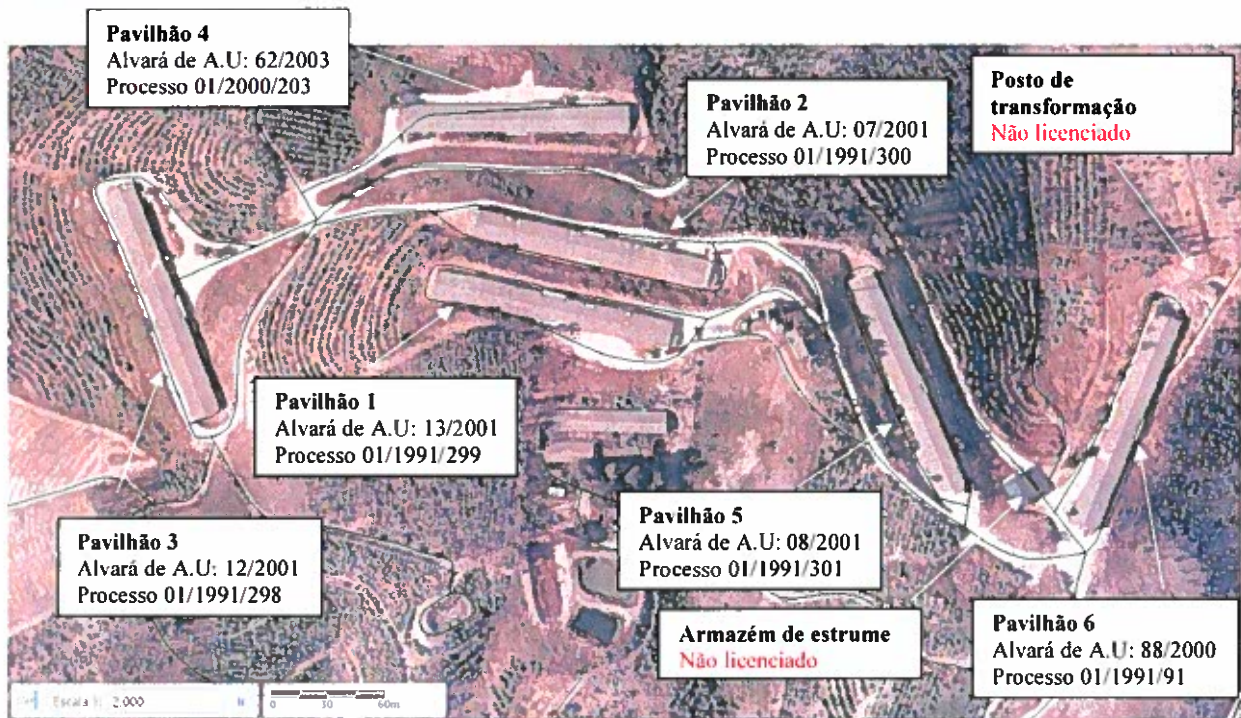 Pavilhão 4
Alvará de A.U: 62/2003
Processo 01/2000/203
Pavilhão 2
Alvará de A.U: 07/2001
Processo 01/1991/300
Posto de
transformação
Não licenciado
Pavilhão 1
Alvará de A.U: 13/2001
Processo 01/1991/299
Pavilhão 3
Alvará de A.U: 12/2001
Processo 01/1991/298
Pavilhão 5
Alvará de A.U: 08/2001
Processo 01/1991/301
Armazém de estrume
Não licenciado
Pavilhão 6
Alvará de A.U: 88/2000
Processo 01/1991/91
Escala 1: 2.000
0 30 60m